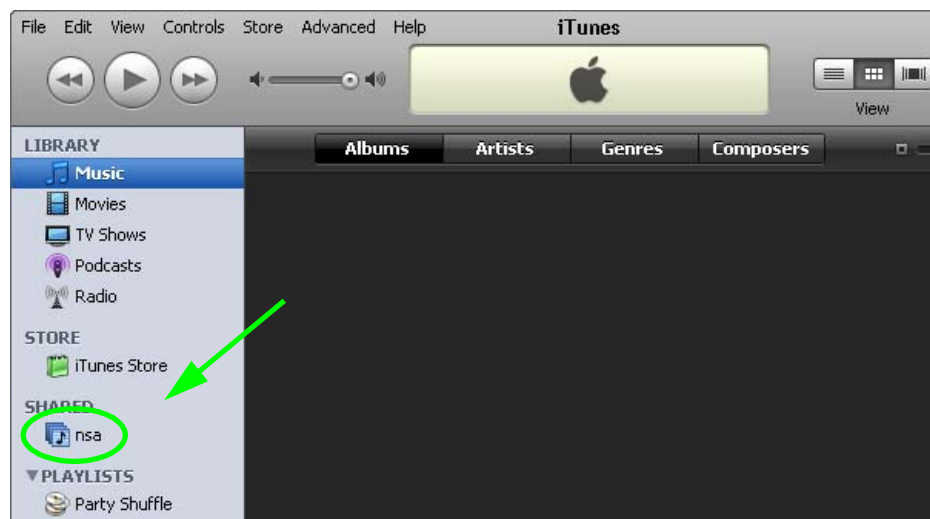 File Edit View Controls Store Advanced Help iTunes
View
LIBRARY
Albums Artists Genres Composers
Music
Movies
TV Shows
Podcasts
Radio
STORE
iTunes Store
SHARED
nsa
PLAYLISTS
Party Shuffle